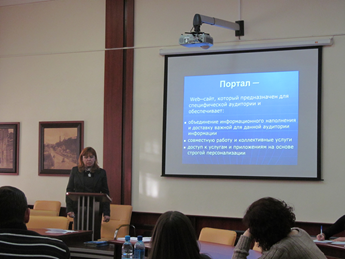 Портал –
Web–сайт, который предназначен для
специфической аудитории и
обеспечивает:
объединение информационного наполнения
и доставку важной для данной аудитории
информации
совместную работу и коллективные услуги
доступ к услугам и приложениям на основе
строгой персонализации